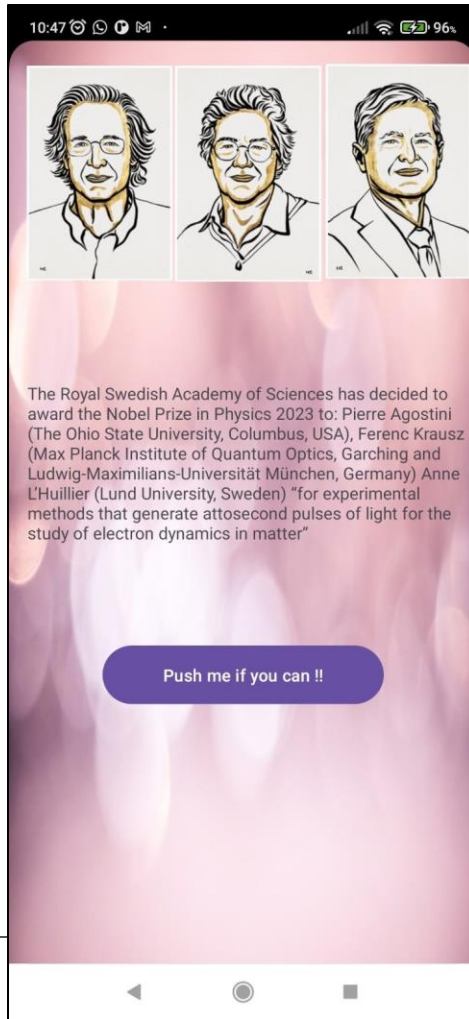 10:47
96%
The Royal Swedish Academy of Sciences has decided to
award the Nobel Prize in Physics 2023 to: Pierre Agostini
(The Ohio State University, Columbus, USA), Ferenc Krausz
(Max Planck Institute of Quantum Optics, Garching and
Ludwig-Maximilians-Universität München, Germany) Anne
L'Huillier (Lund University, Sweden) “for experimental
methods that generate attosecond pulses of light for the
study of electron dynamics in matter”
Push me if you can !!